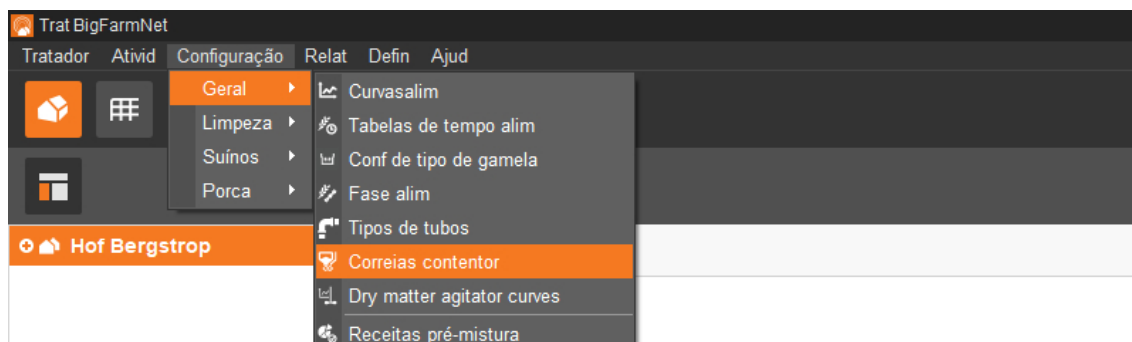 Trat BigFarmNet
Tratador Ativid Configuração Relat Defin Ajud
Geral
Limpeza
Suínos
Porca
Curvasalim
Tabelas de tempo alim
Conf de tipo de gamela
Fase alim
Tipos de tubos
Correias contentor
Dry matter agitator curves
Receitas pré-mistura
Hof Bergstrop